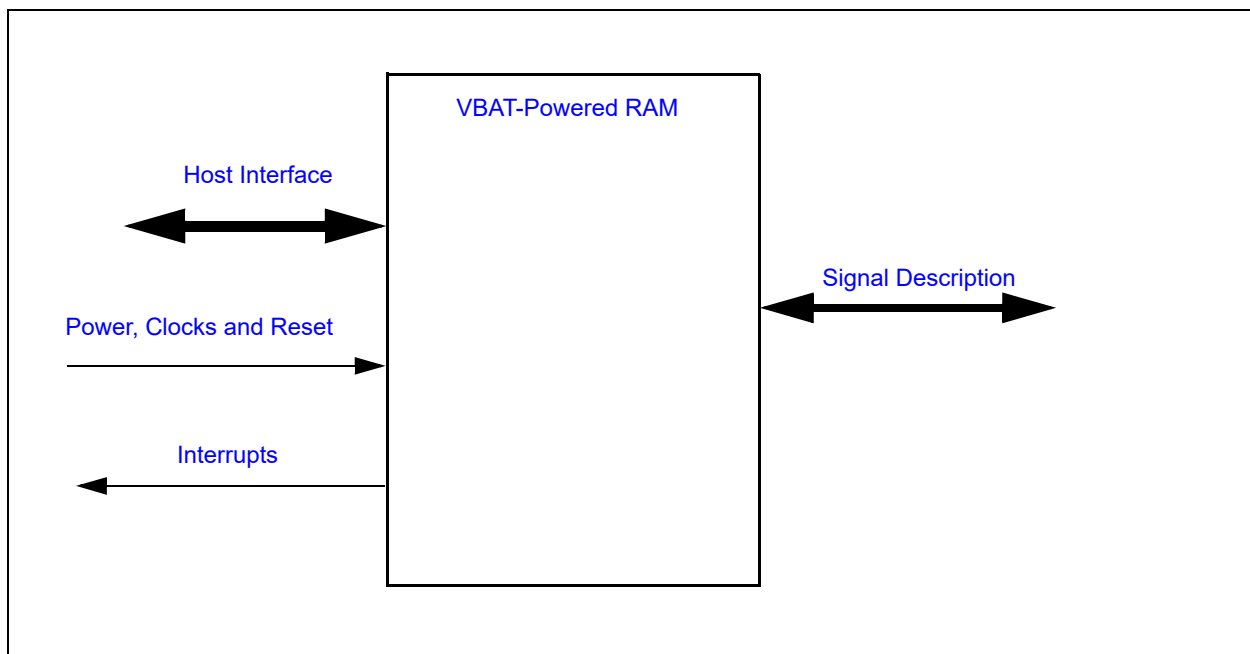 VBAT-Powered RAM
Host Interface
Signal Description
Power, Clocks and Reset
Interrupts